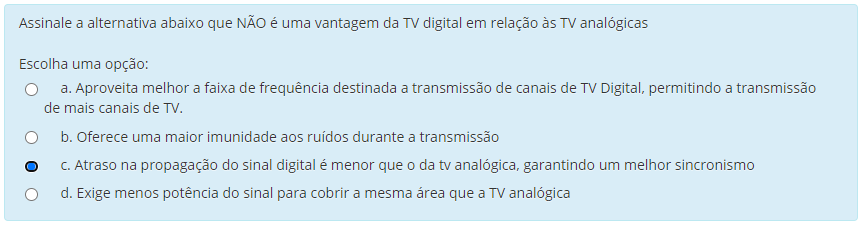 Assinale a alternativa abaixo que NÃO é uma vantagem da TV digital em relação às TV analógicas
Escolha uma opção:
a. Aproveita melhor a faixa de frequência destinada a transmissão de canais de TV Digital, permitindo a transmissão
de mais canais de TV.
b. Oferece uma maior imunidade aos ruídos durante a transmissão
c. Atraso na propagação do sinal digital é menor que o da tv analógica, garantindo um melhor sincronismo
d. Exige menos potência do sinal para cobrir a mesma área que a TV analógica